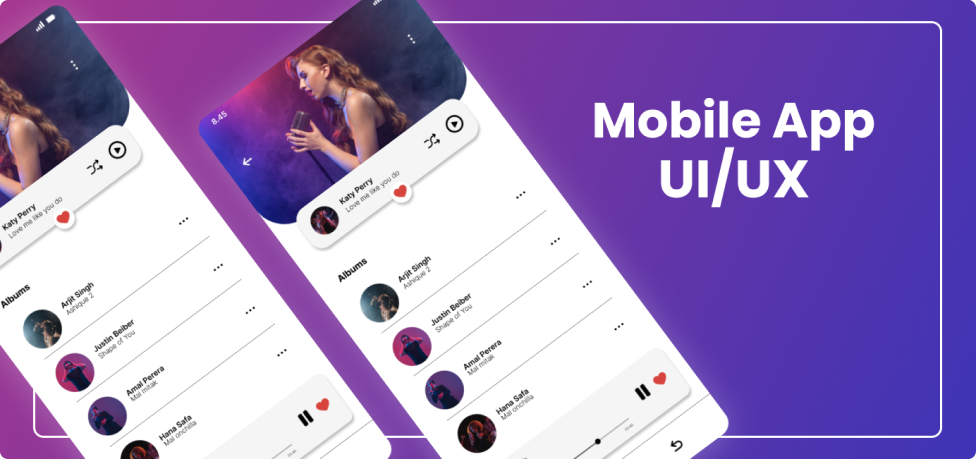 Mobile App
UI/UX
Katy Perry
Love me like you do
Albums
Arjit Singh
Ashique 2
Justin Beiber
Shape of You
Amal Perera
Mal mitak
Hana Safa
Mal onchilla
8.45
Katy Perry
Love me like you do
Albums
Arjit Singh
Ashique 2
Justin Beiber
Shape of You
Amal Perera
Mal mitak
Hana Safa
Mal onchilla